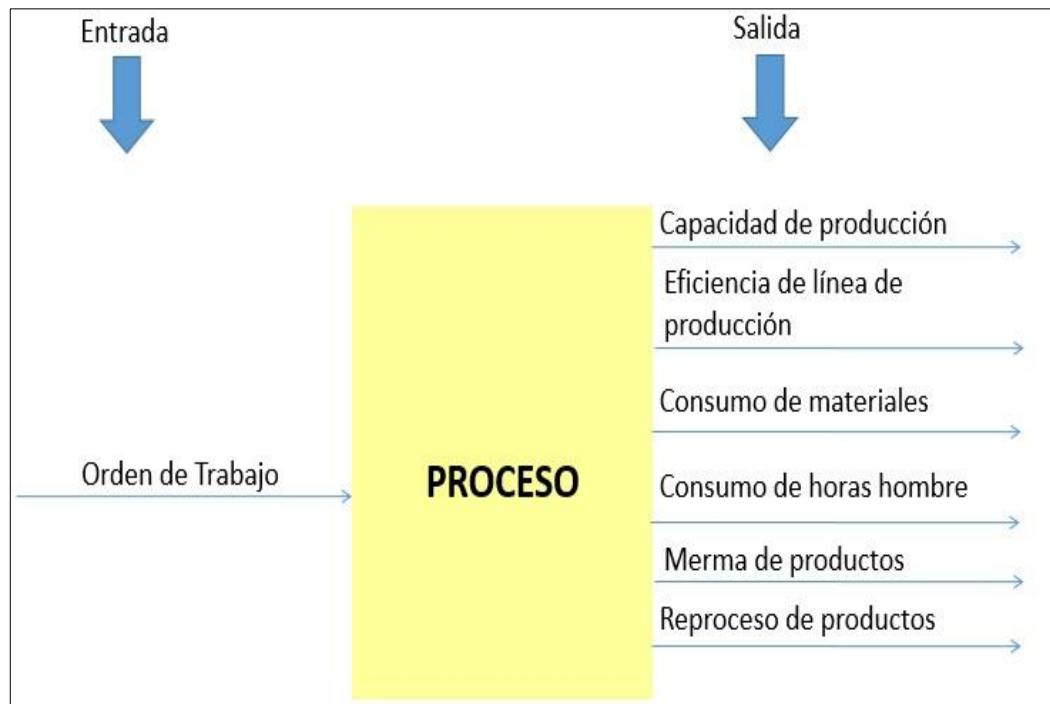 Entrada
Salida
Capacidad de producción
Eficiencia de línea de
producción
Consumo de materiales
Orden de Trabajo
PROCESO
Consumo de horas hombre
Merma de productos
Reproceso de productos